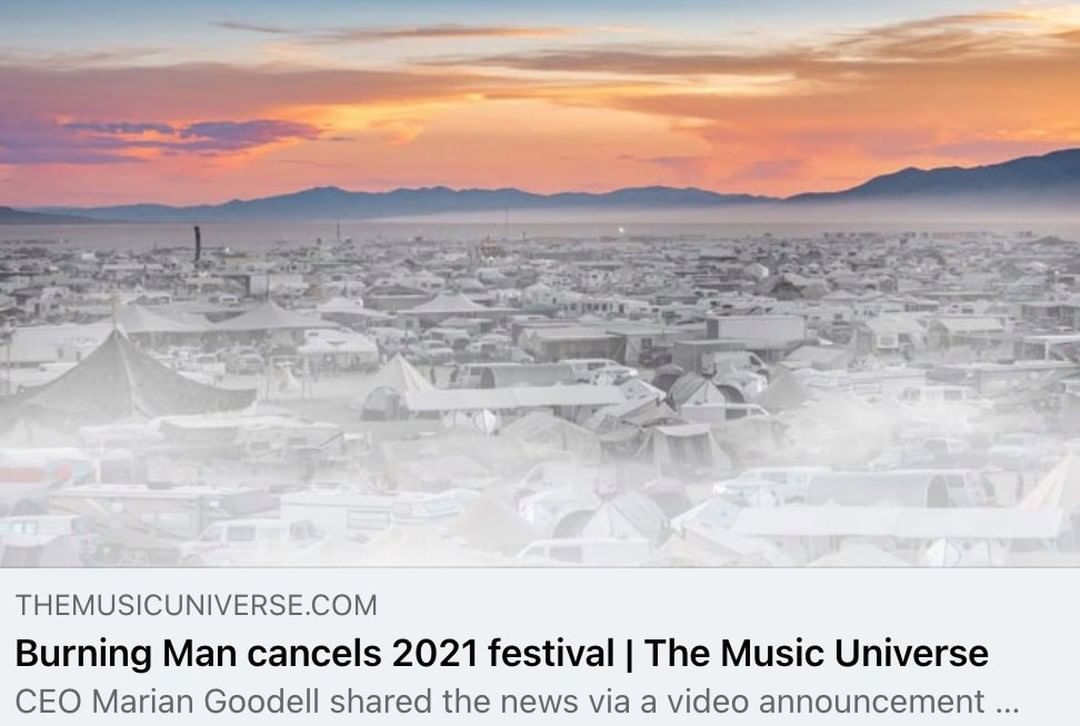 THEMUSICUNIVERSE.COM
Burning Man cancels 2021 festival | The Music Universe
CEO Marian Goodell shared the news via a video announcement ...